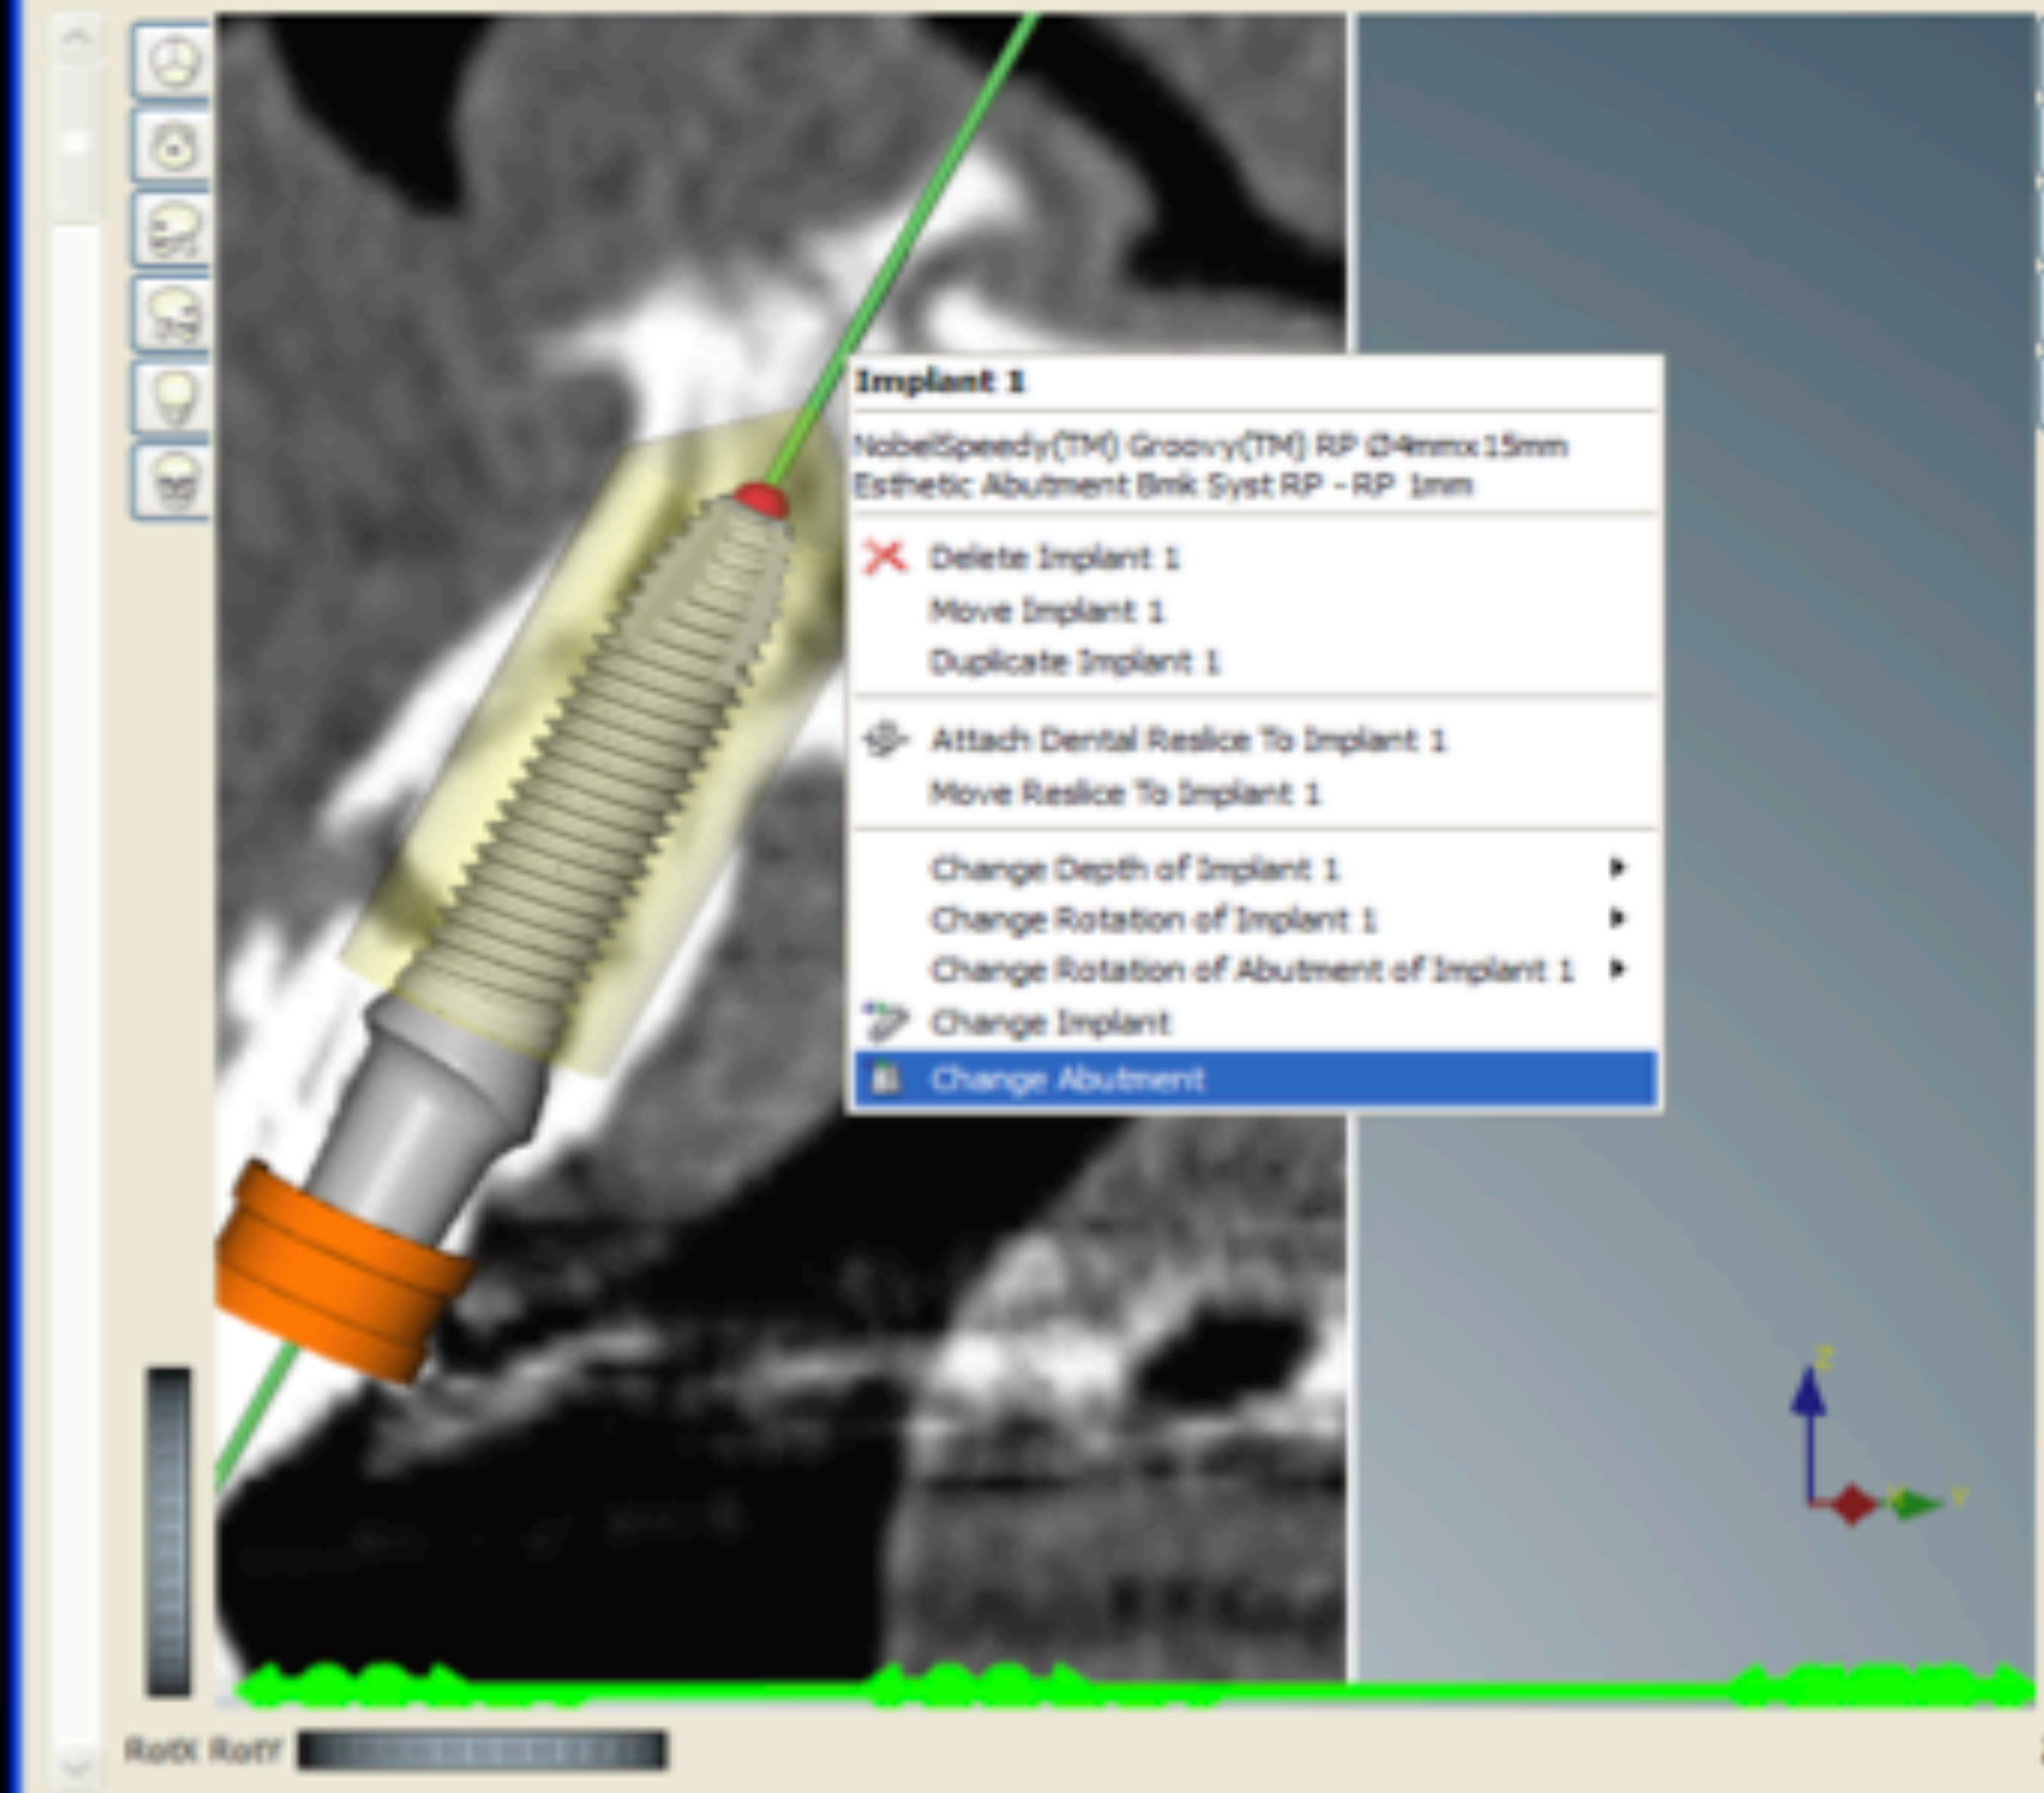 Implant 1
NobelSpeedy(TM) Groovy(TM) RP Ø4mmx15mm
Esthetic Abutment Bmk Syst RP - RP 1mm
Delete Implant 1
Move Implant 1
Duplicate Implant 1
Attach Dental Reslice To Implant 1
Move Reslice To Implant 1
Change Depth of Implant 1
Change Rotation of Implant 1
Change Rotation of Abutment of Implant 1
Change Implant
Change Abutment
Z
X Y
RotX RotY